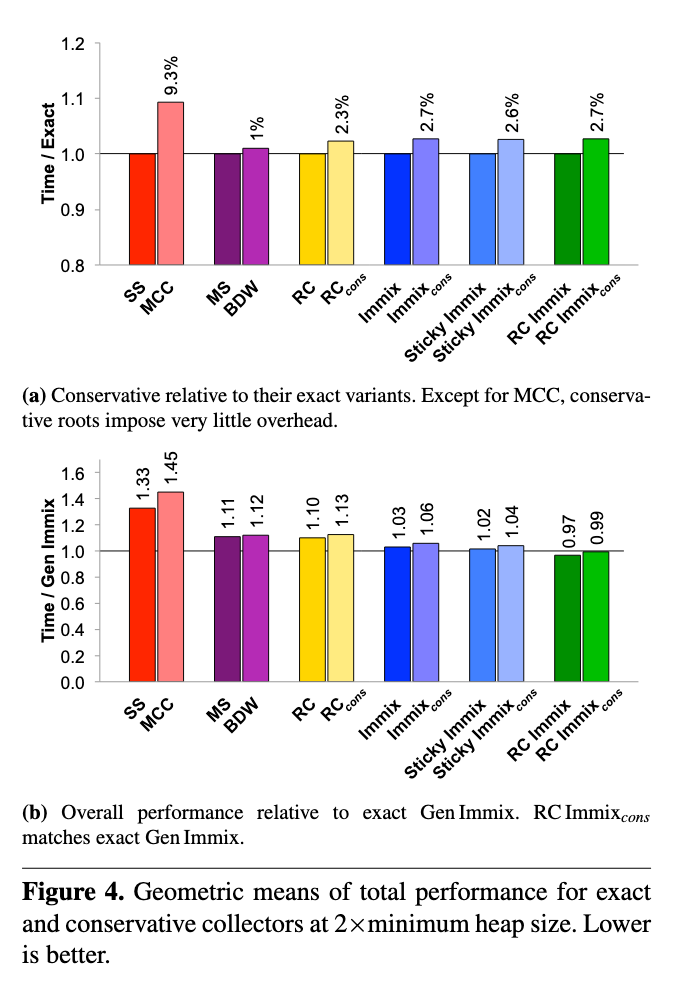 1.2
1.1
1.0
0.9
0.8
Time / Exact
9.3%
1%
2.3%
2.7%
2.6%
2.7%
SS
MCC
MS
BDW
RC
RCcons
Immix
Immixcons
Sticky Immix
Sticky Immixcons
RC Immix
RC Immixcons
(a) Conservative relative to their exact variants. Except for MCC, conserva-
tive roots impose very little overhead.
1.6
1.4
1.2
1.0
0.8
0.6
0.4
0.2
0.0
Time / Gen Immix
1.33
1.45
1.11
1.12
1.10
1.13
1.03
1.06
1.02
1.04
0.97
0.99
SS
MCC
MS
BDW
RC
RCcons
Immix
Immixcons
Sticky Immix
Sticky Immixcons
RC Immix
RC Immixcons
(b) Overall performance relative to exact Gen Immix. RC Immixcons
matches exact Gen Immix.
Figure 4. Geometric means of total performance for exact
and conservative collectors at 2×minimum heap size. Lower
is better.